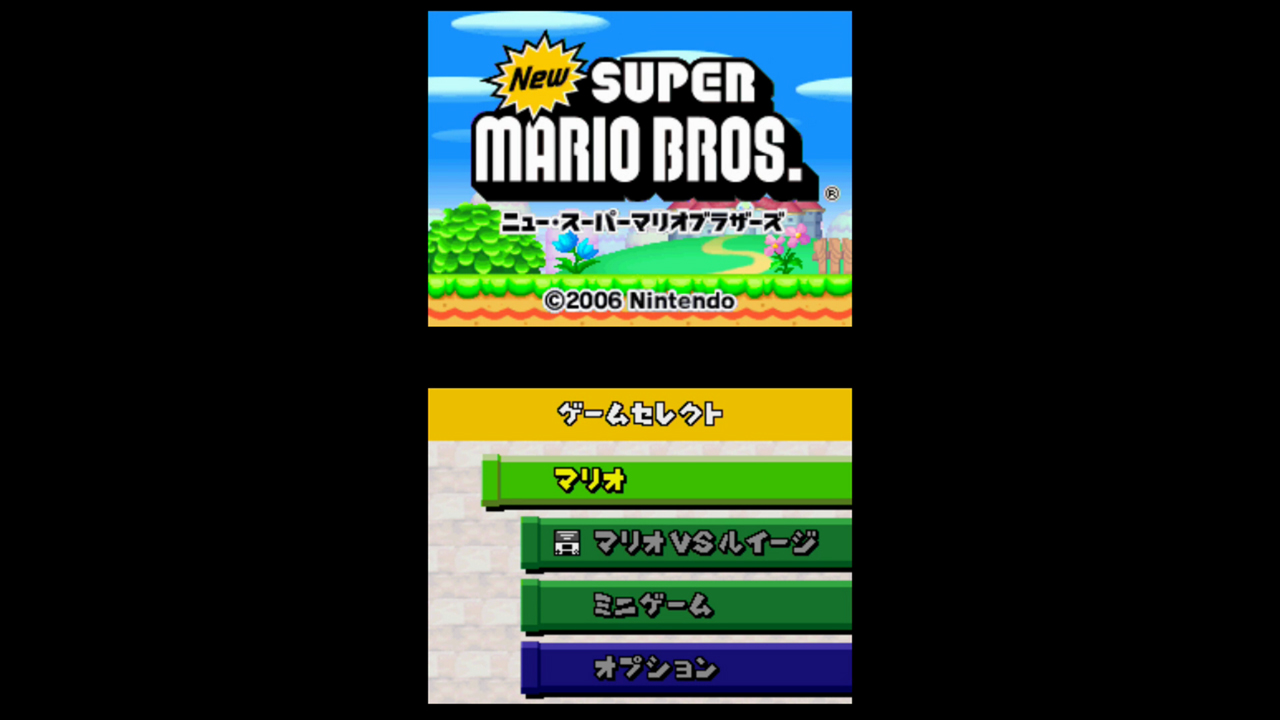 New SUPER
MARIO BROS.
®
ニュー・スーパーマリオブラザーズ
©2006 Nintendo
ゲームセレクト
マリオ
マリオVSルイージ
ミニゲーム
オプション